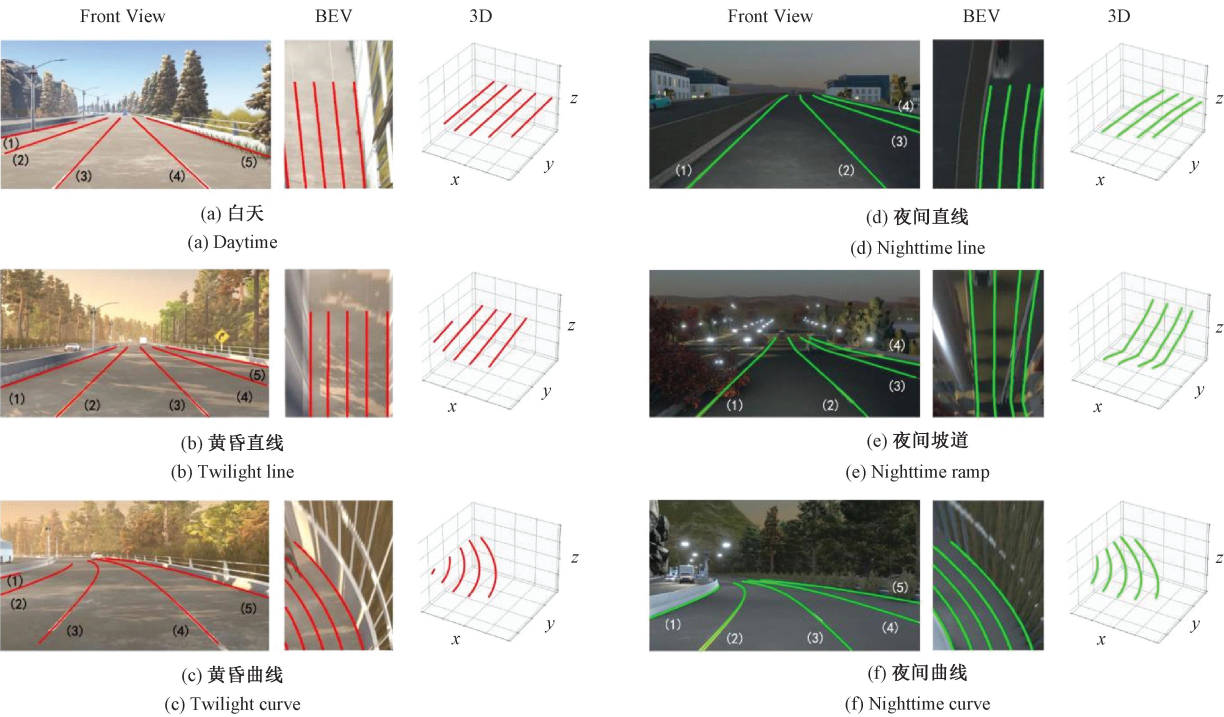 Front View BEV 3D
(1)
(2)
(3)
(4)
(5)
x
y
z
(a) 白天
(a) Daytime
(1)
(2)
(3)
(4)
(5)
x
y
z
(b) 黄昏直线
(b) Twilight line
(1)
(2)
(3)
(4)
(5)
x
y
z
(c) 黄昏曲线
(c) Twilight curve
Front View BEV 3D
(1)
(2)
(3)
(4)
x
y
z
(d) 夜间直线
(d) Nighttime line
(1)
(2)
(3)
(4)
x
y
z
(e) 夜间坡道
(e) Nighttime ramp
(1)
(2)
(3)
(4)
(5)
x
y
z
(f) 夜间曲线
(f) Nighttime curve